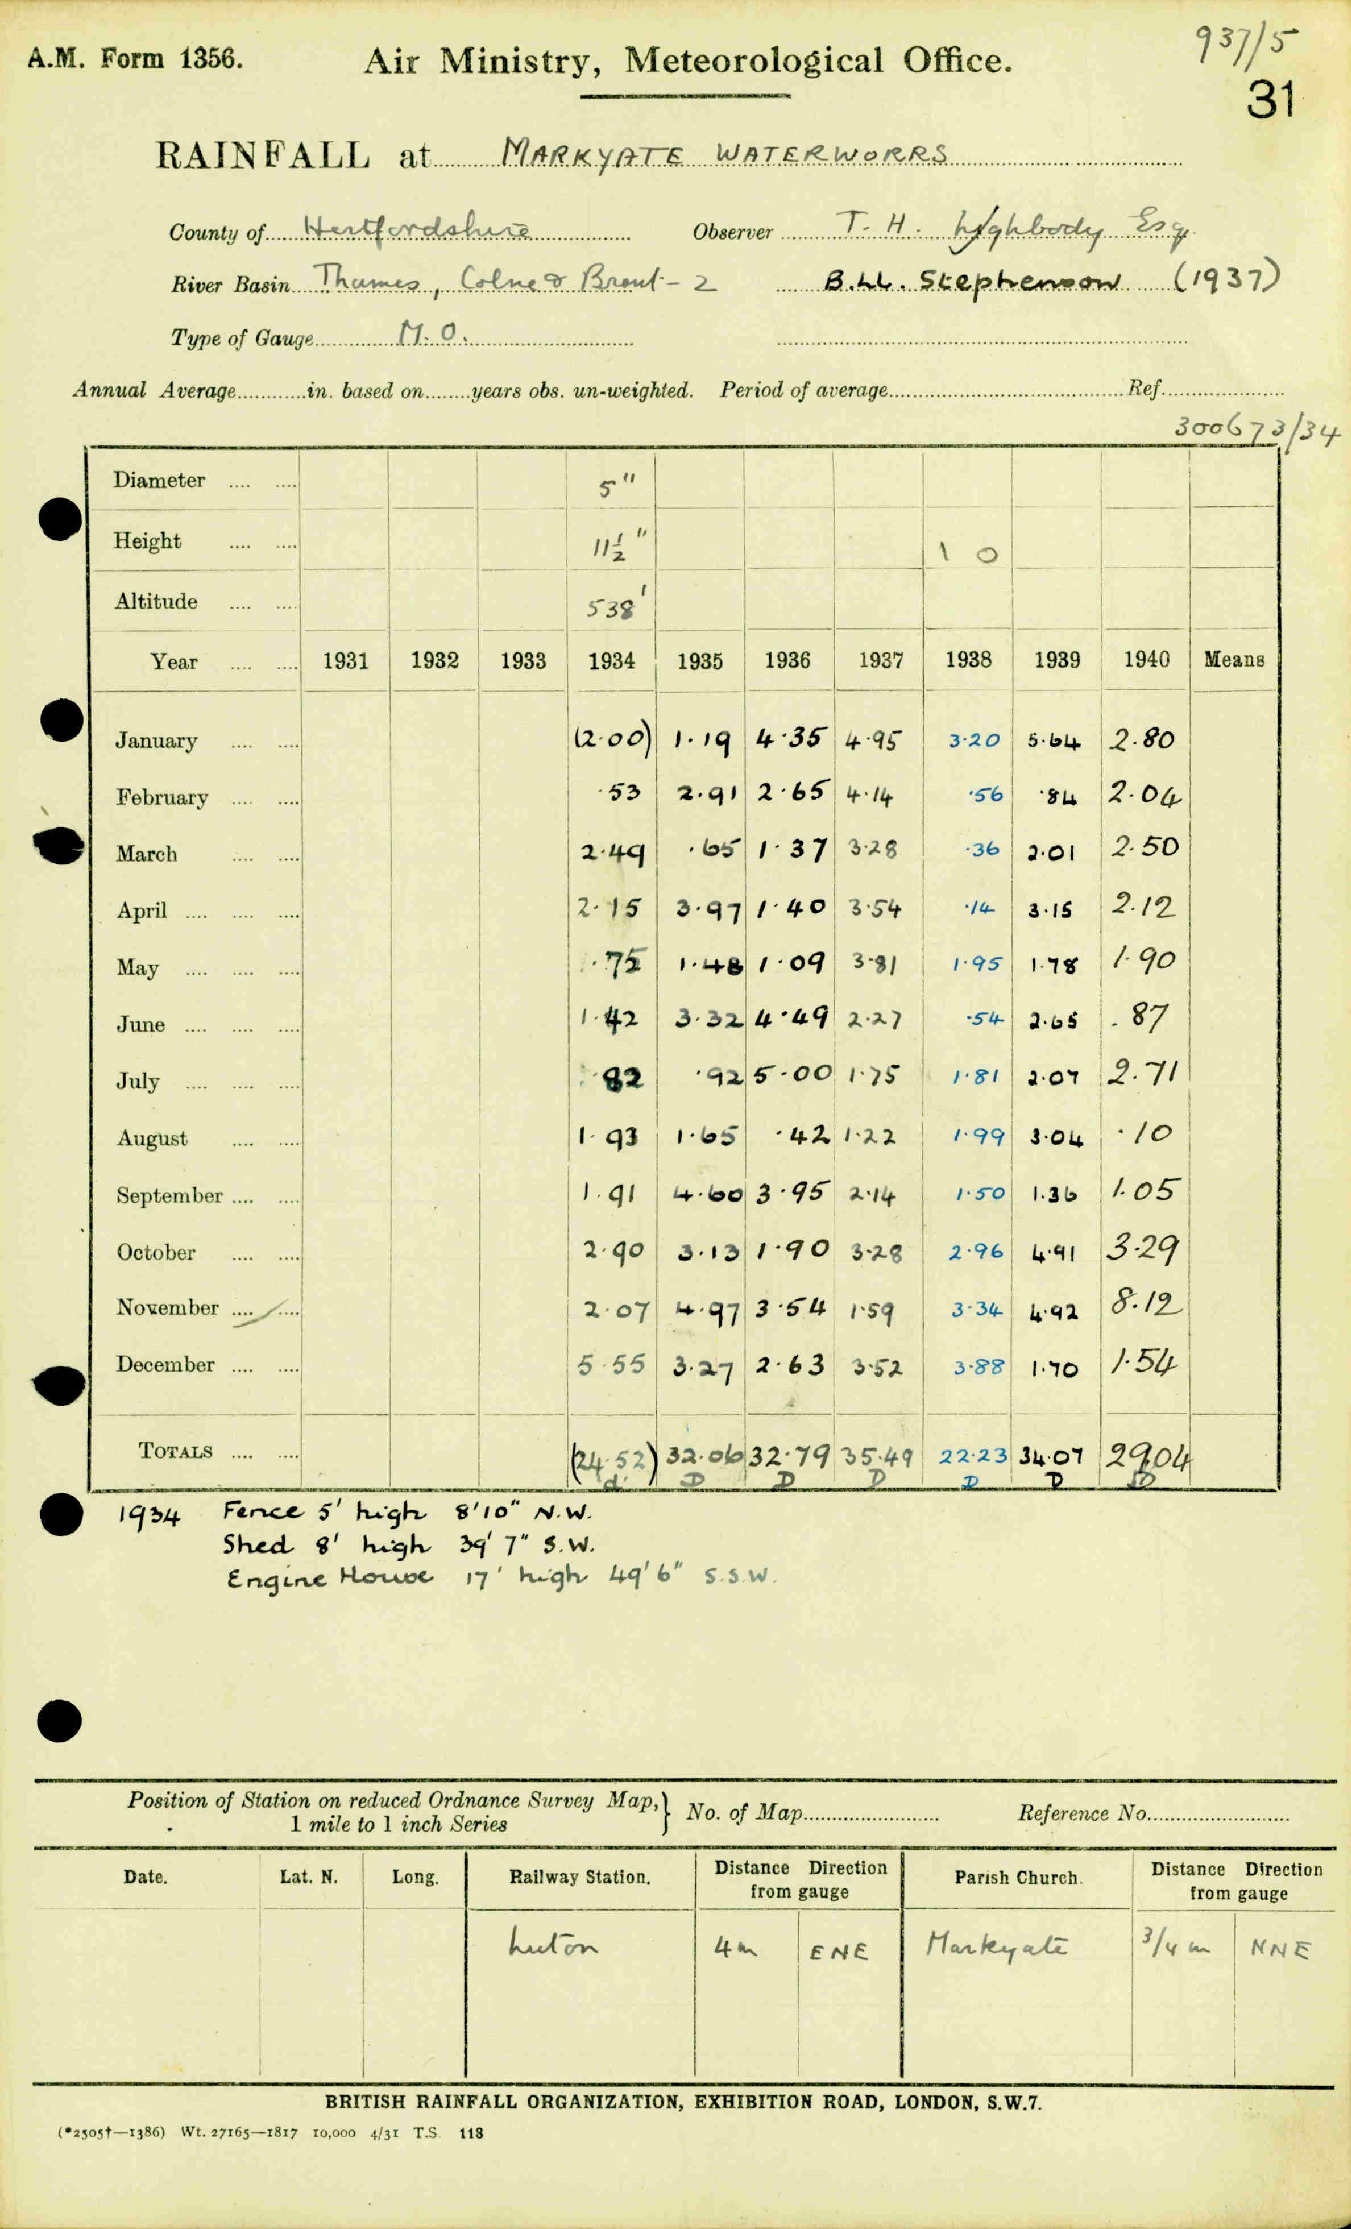 937/5
A.M. Form 1356. Air Ministry, Meteorological Office.
31
RAINFALL at MARKYATE WATERWORKS
County of Hertfordshire Observer T. H. Lighbody Esq.
River Basin Thames, Colne & Brent - 2 B.LL. Stephenson (1937)
Type of Gauge M.O.
Annual Average in. based on years obs. un-weighted. Period of average Ref.
300673/34
Diameter 5"
Height 11½" 1 0
Altitude 538'
Year 1931 1932 1933 1934 1935 1936 1937 1938 1939 1940 Means
January (2.00) 1.19 4.35 4.95 3.20 5.64 2.80
February .53 2.91 2.65 4.14 .56 .84 2.04
March 2.49 .65 1.37 3.28 .36 2.01 2.50
April 2.15 3.97 1.40 3.54 .14 3.15 2.12
May .75 1.48 1.09 3.81 1.95 1.78 1.90
June 1.42 3.32 4.49 2.27 .54 2.65 .87
July .82 .92 5.00 1.75 1.81 2.07 2.71
August 1.93 1.65 .42 1.22 1.99 3.04 .10
September 1.91 4.60 3.95 2.14 1.50 1.36 1.05
October 2.90 3.13 1.90 3.28 2.96 4.91 3.29
November 2.07 4.97 3.54 1.59 3.34 4.92 8.12
December 5.55 3.27 2.63 3.52 3.88 1.70 1.54
TOTALS (24.52) 32.06 32.79 35.49 22.23 34.07 29.04
d D D D D D D
1934 Fence 5' high 8'10" N.W.
Shed 8' high 39' 7" S.W.
Engine House 17' high 49'6" S.S.W.
Position of Station on reduced Ordnance Survey Map, } No. of Map Reference No.
1 mile to 1 inch Series
Date. Lat. N. Long. Railway Station. Distance Direction from gauge Parish Church. Distance Direction from gauge
Luton 4m ENE Markyate 3/4 m NNE
BRITISH RAINFALL ORGANIZATION, EXHIBITION ROAD, LONDON, S.W.7.
(*2505†—1386) Wt. 27165—1817 10,000 4/31 T.S. 118